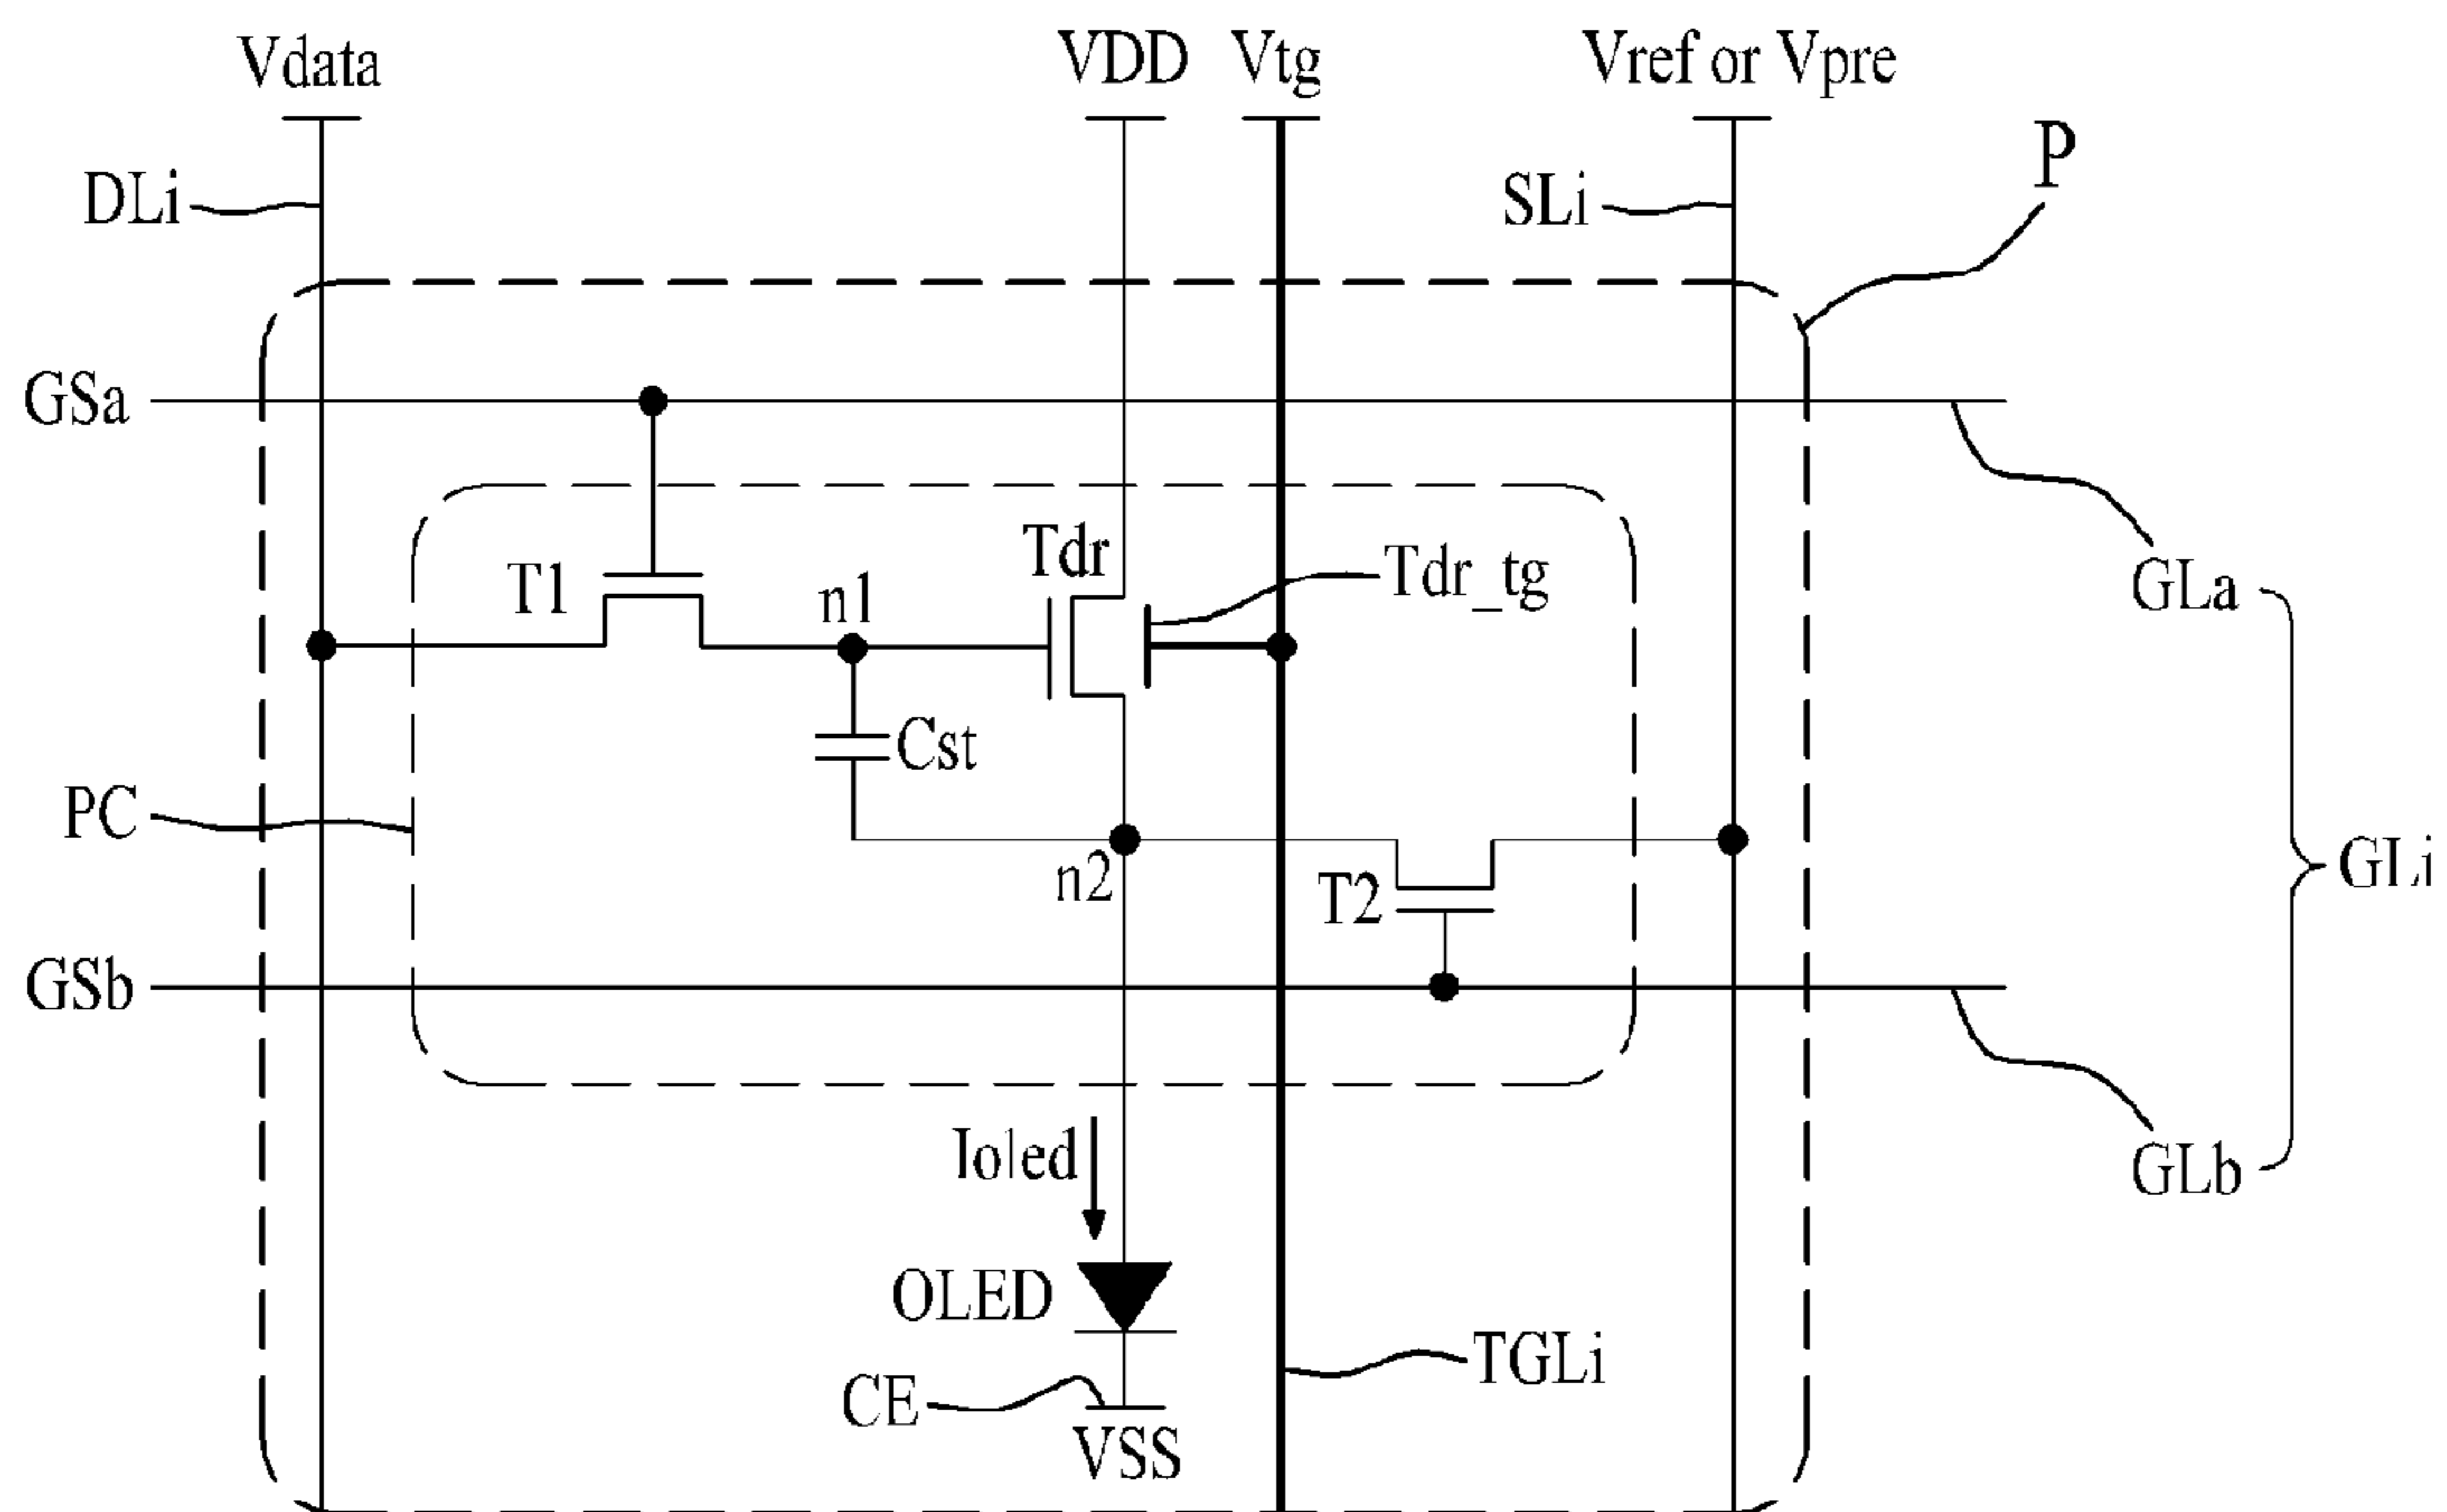 Vdata
VDD
Vtg
Vref or Vpre
P
DLi
SLi
GSa
GLa
T1
n1
Tdr
Tdr_tg
Cst
PC
n2
T2
GLi
GSb
GLb
Ioled
OLED
TGLi
CE
VSS